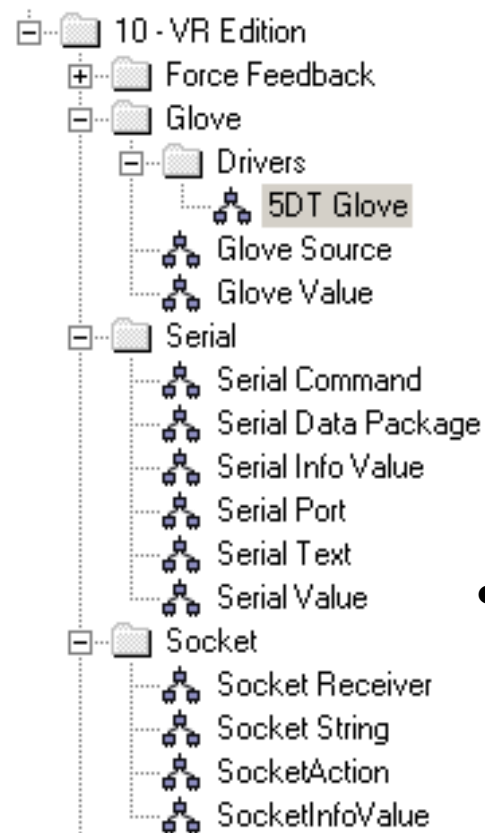 10 - VR Edition
Force Feedback
Glove
Drivers
5DT Glove
Glove Source
Glove Value
Serial
Serial Command
Serial Data Package
Serial Info Value
Serial Port
Serial Text
Serial Value
Socket
Socket Receiver
Socket String
SocketAction
SocketInfoValue